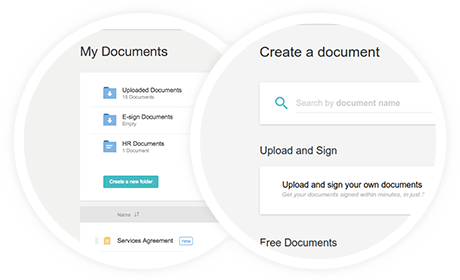 My Documents
Uploaded Documents
16 Documents
E-sign Documents
Empty
HR Documents
1 Document
Create a new folder
Name
Services Agreement new
Create a document
Search by document name
Upload and Sign
Upload and sign your own documents
Get your documents signed within minutes, in just
Free Documents